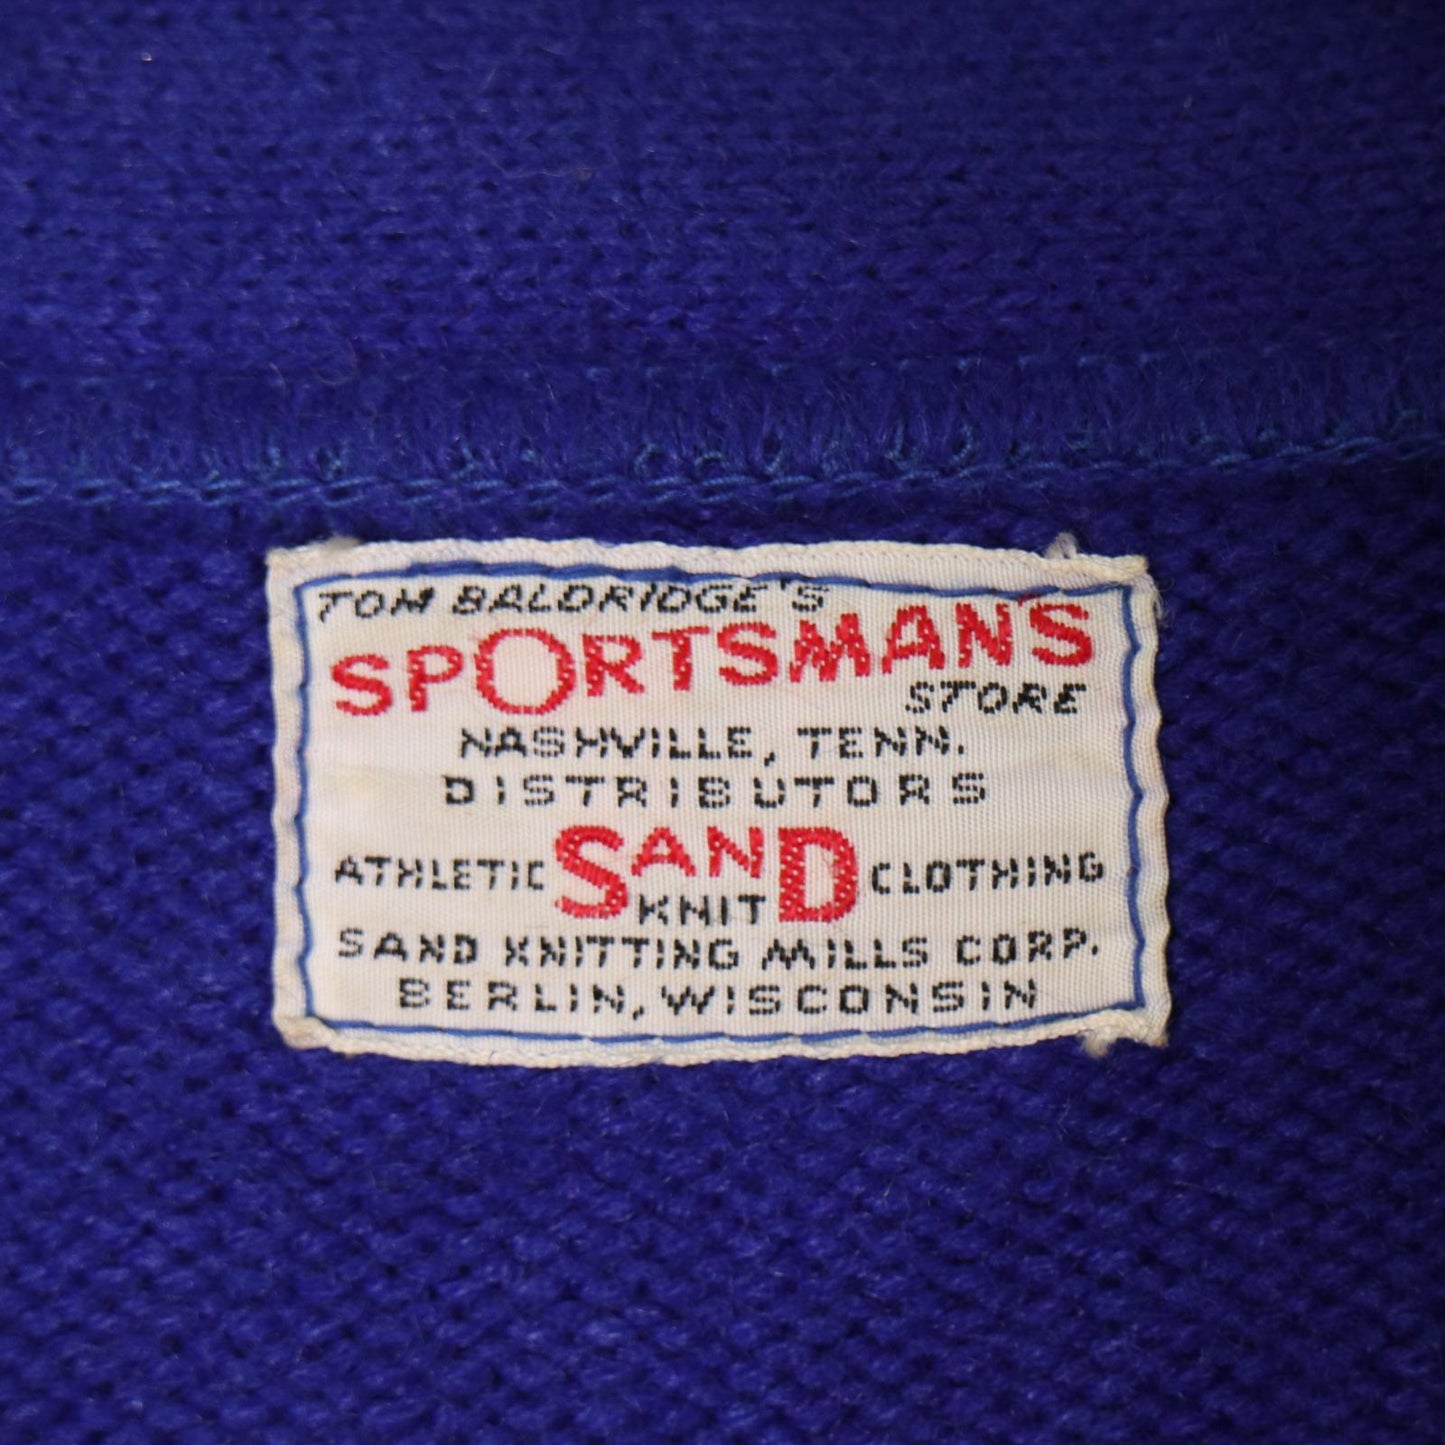 TOM BALDRIDGE'S
SPORTSMAN'S
STORE
NASHVILLE, TENN.
DISTRIBUTORS
ATHLETIC SAND KNIT CLOTHING
SAND KNITTING MILLS CORP.
BERLIN, WISCONSIN